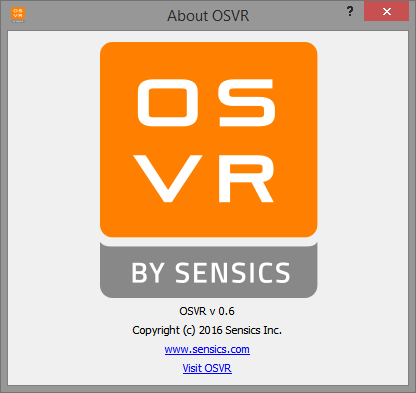 About OSVR
?
OS
VR
BY SENSICS
OSVR v 0.6
Copyright (c) 2016 Sensics Inc.
www.sensics.com
Visit OSVR